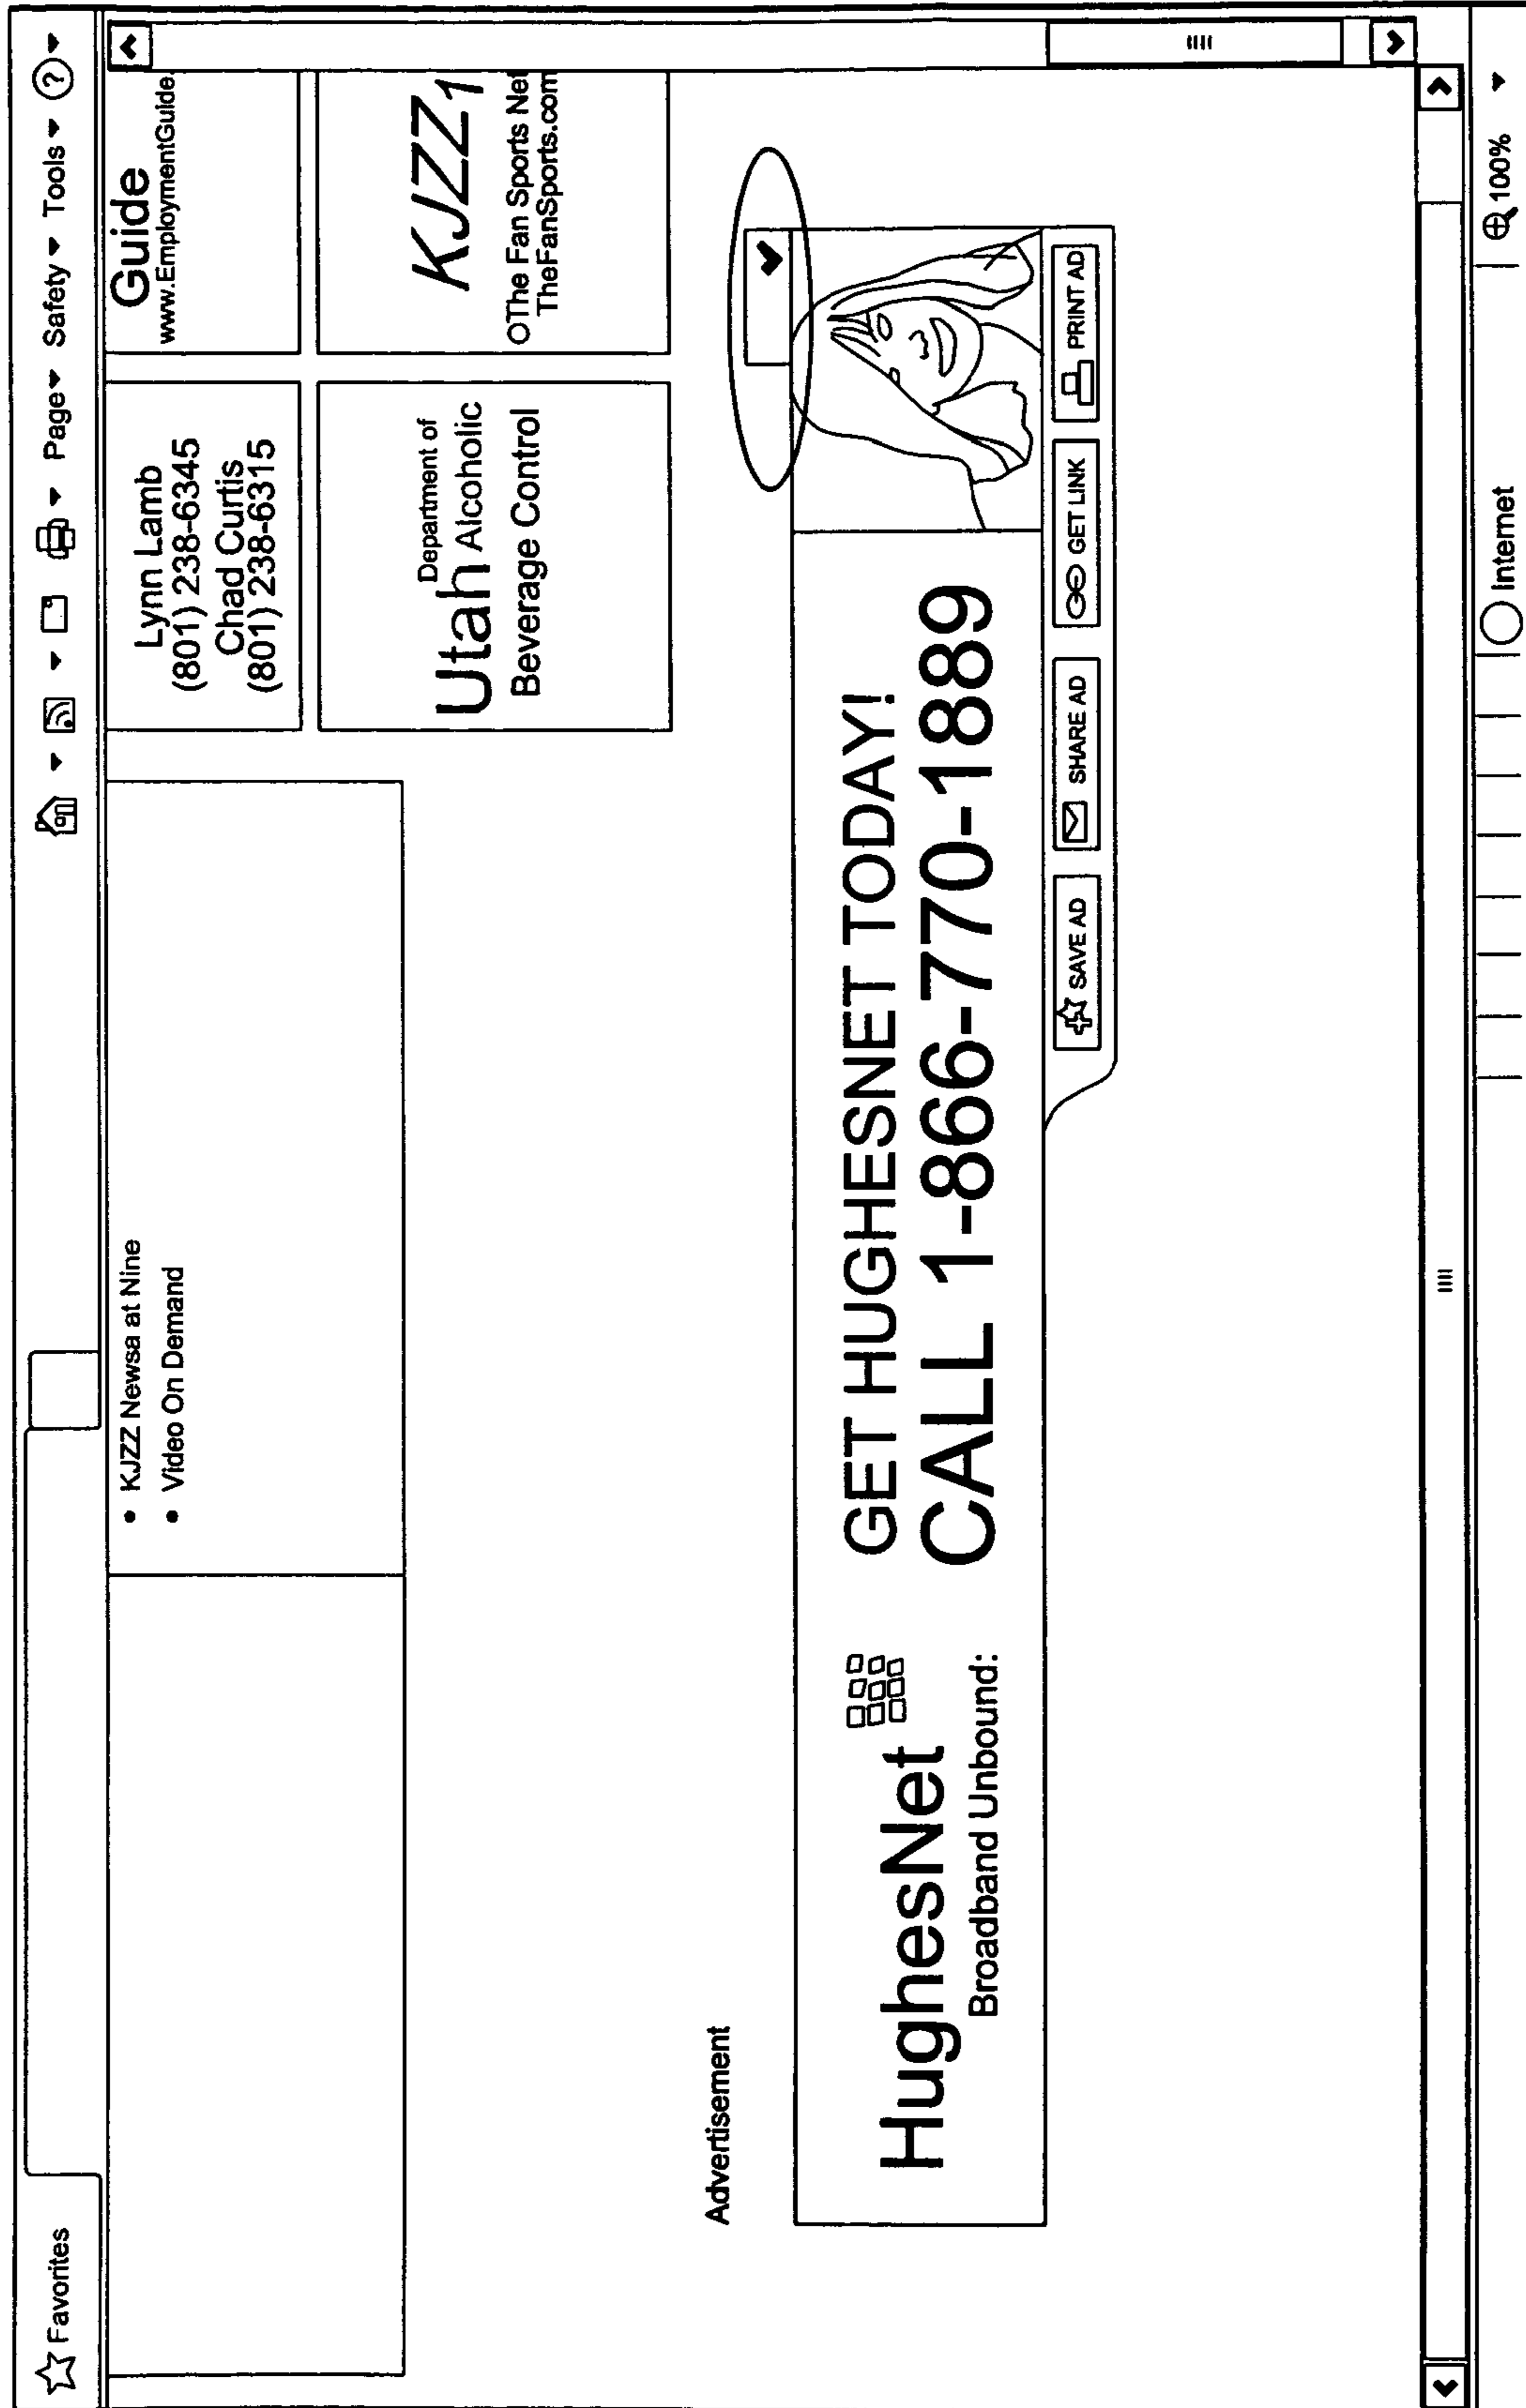 Favorites
Page
Safety
Tools
?
• KJZZ Newsa at Nine
• Video On Demand
Lynn Lamb
(801) 238-6345
Chad Curtis
(801) 238-6315
Guide
www.EmploymentGuide.
Department of
Utah Alcoholic
Beverage Control
KJZZ1
The Fan Sports Net
TheFanSports.com
Advertisement
HughesNet
Broadband Unbound:
GET HUGHESNET TODAY!
CALL 1-866-770-1889
SAVE AD
SHARE AD
GET LINK
PRINT AD
Internet
100%